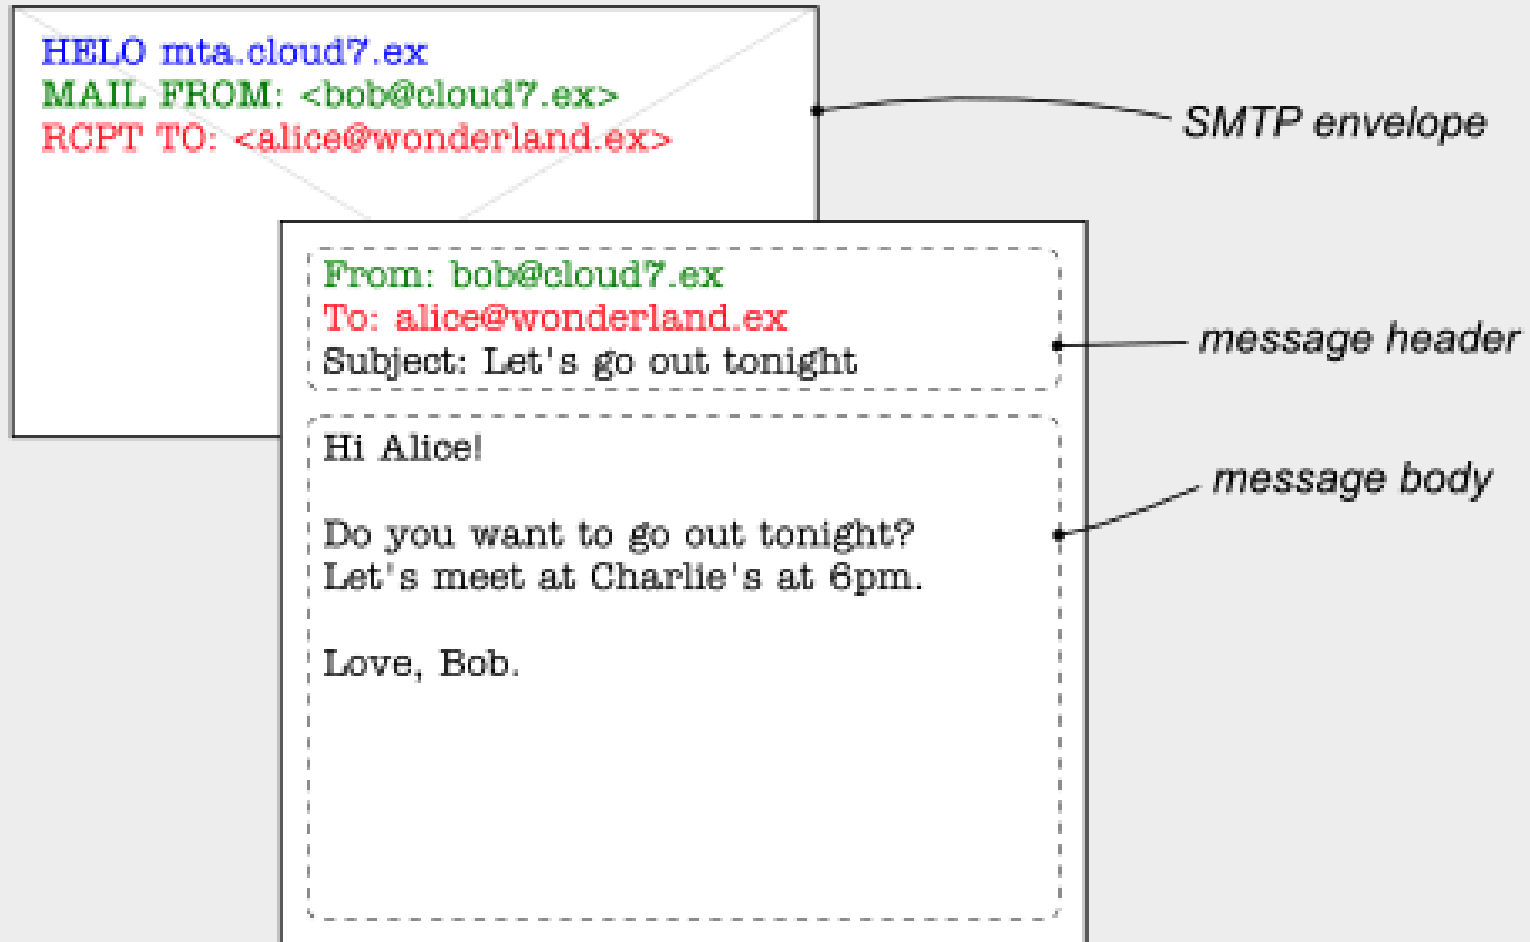 HELO mta.cloud7.ex
MAIL FROM: <bob@cloud7.ex>
RCPT TO: <alice@wonderland.ex>
SMTP envelope
From: bob@cloud7.ex
To: alice@wonderland.ex
Subject: Let's go out tonight
message header
Hi Alice!
message body
Do you want to go out tonight?
Let's meet at Charlie's at 6pm.
Love, Bob.